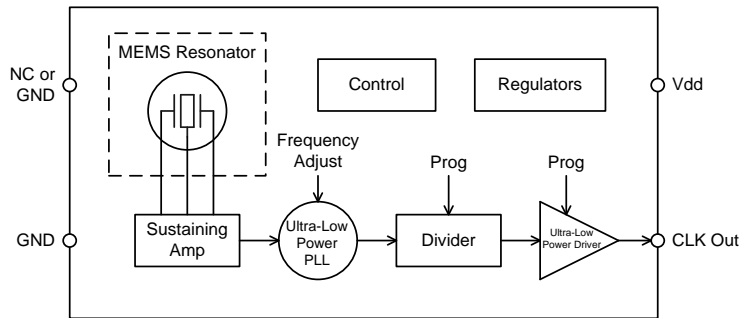 MEMS Resonator
NC or
GND
Control
Regulators
Vdd
Frequency
Adjust
Prog
Prog
GND
Sustaining
Amp
Ultra-Low
Power
PLL
Divider
Ultra-Low
Power Driver
CLK Out